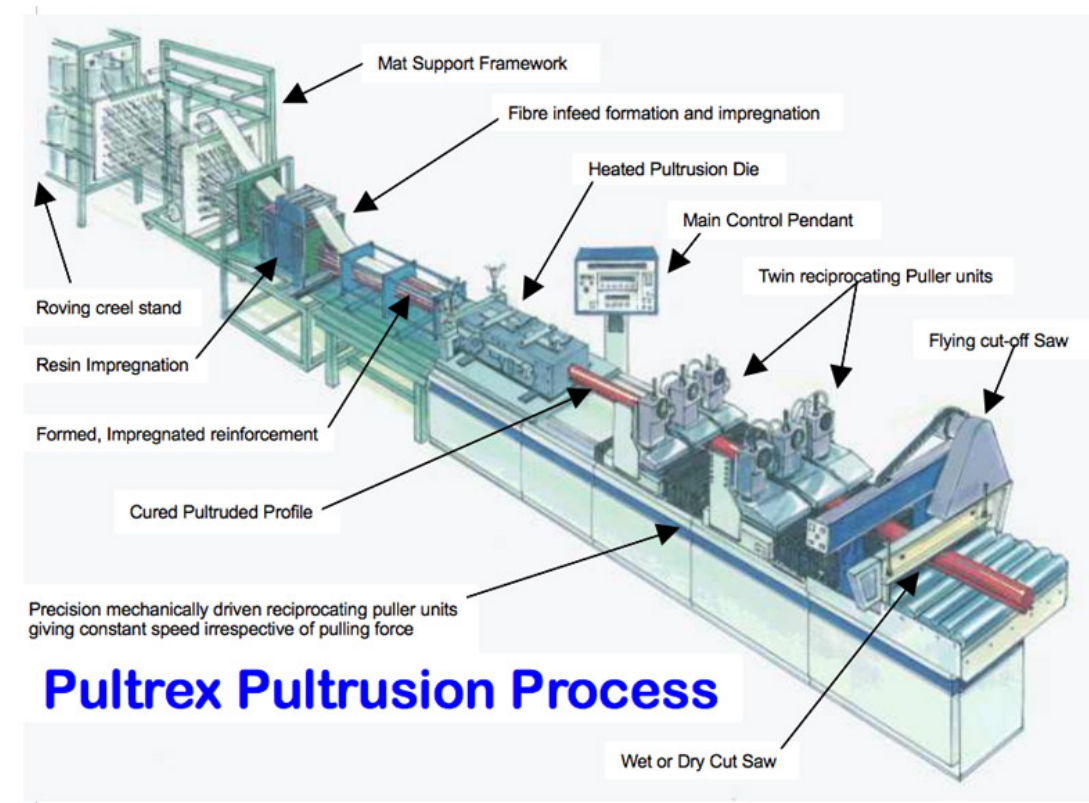 Mat Support Framework
Fibre infeed formation and impregnation
Heated Pultrusion Die
Main Control Pendant
Twin reciprocating Puller units
Flying cut-off Saw
Roving creel stand
Resin Impregnation
Formed, Impregnated reinforcement
Cured Pultruded Profile
Precision mechanically driven reciprocating puller units
giving constant speed irrespective of pulling force
Pultrex Pultrusion Process
Wet or Dry Cut Saw